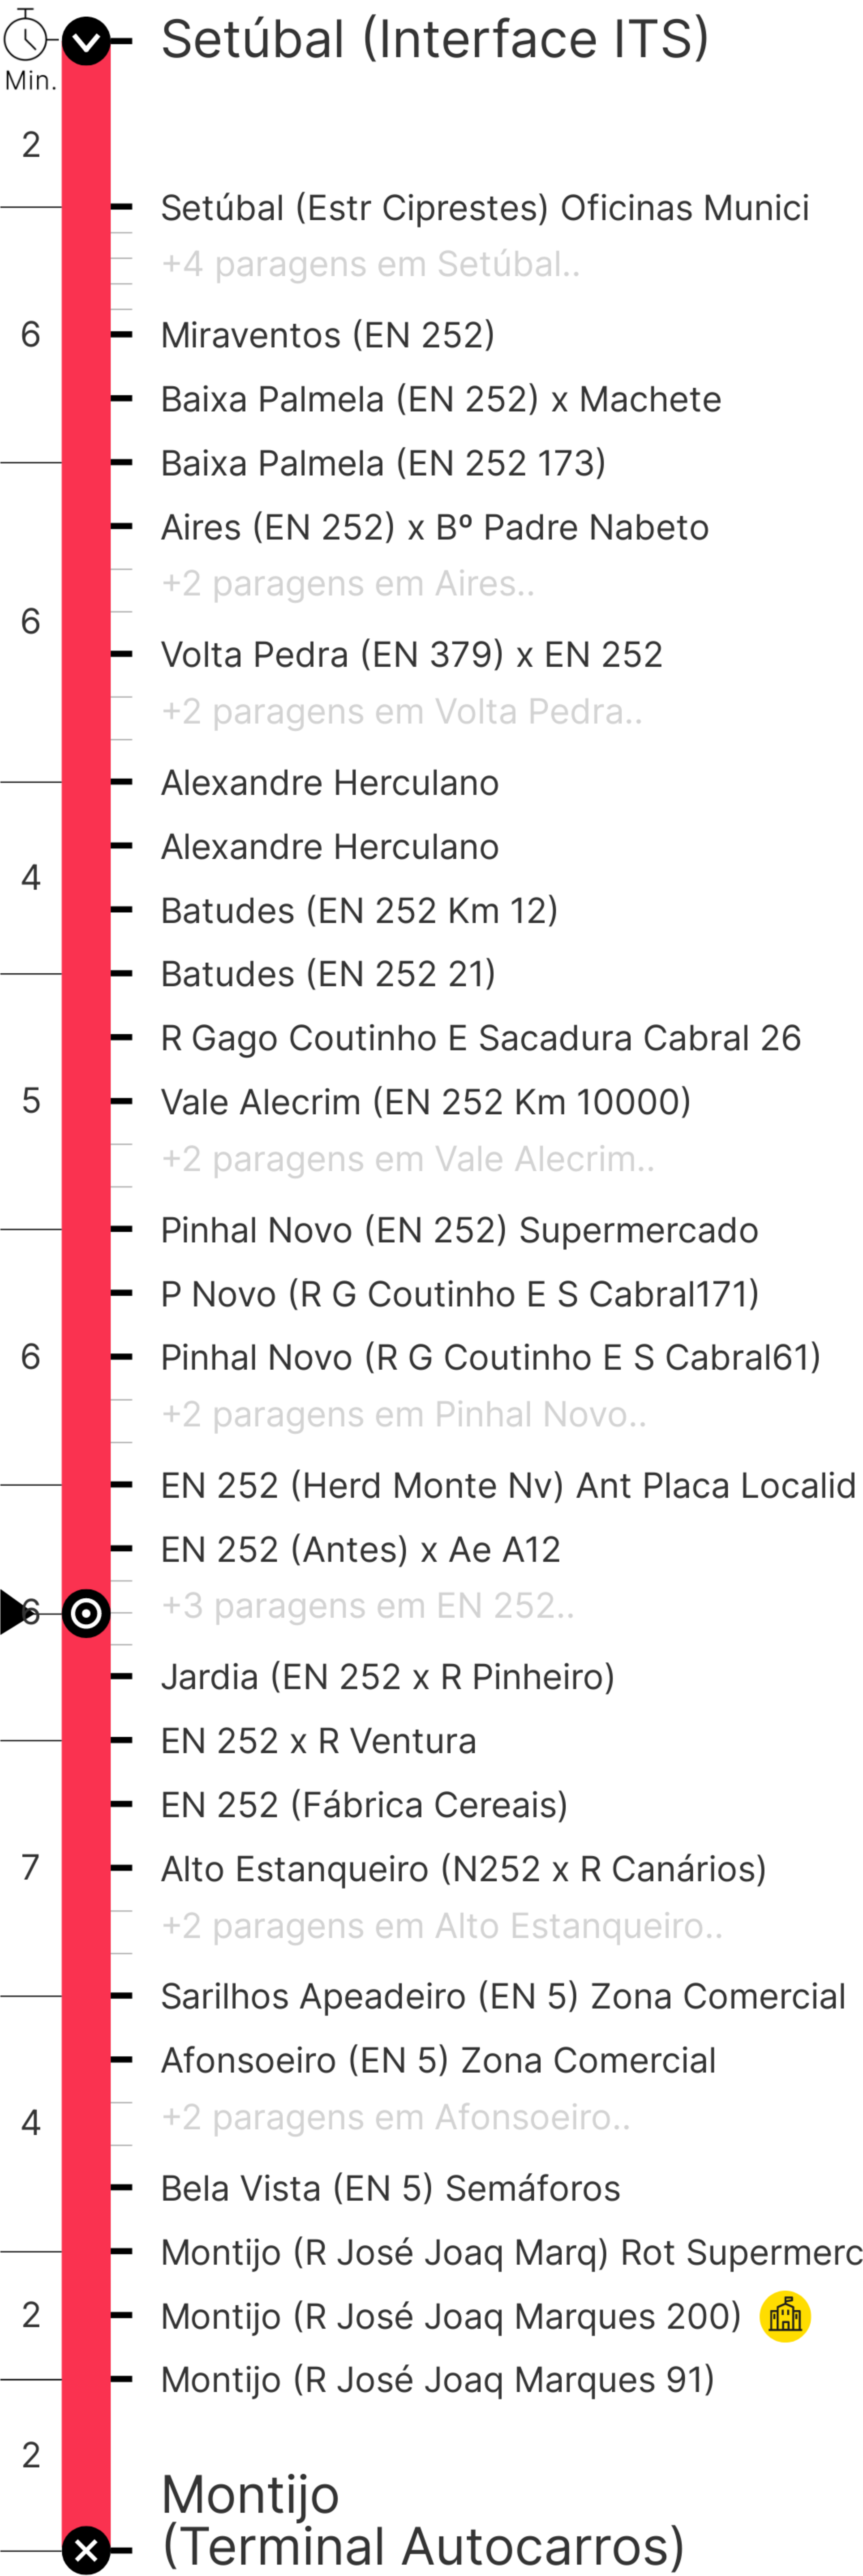 Setúbal (Interface ITS)
Min.
2
Setúbal (Estr Ciprestes) Oficinas Munici
+4 paragens em Setúbal..
6
Miraventos (EN 252)
Baixa Palmela (EN 252) x Machete
Baixa Palmela (EN 252 173)
Aires (EN 252) x Bº Padre Nabeto
+2 paragens em Aires..
6
Volta Pedra (EN 379) x EN 252
+2 paragens em Volta Pedra..
Alexandre Herculano
Alexandre Herculano
4
Batudes (EN 252 Km 12)
Batudes (EN 252 21)
R Gago Coutinho E Sacadura Cabral 26
5
Vale Alecrim (EN 252 Km 10000)
+2 paragens em Vale Alecrim..
Pinhal Novo (EN 252) Supermercado
P Novo (R G Coutinho E S Cabral171)
6
Pinhal Novo (R G Coutinho E S Cabral61)
+2 paragens em Pinhal Novo..
EN 252 (Herd Monte Nv) Ant Placa Localid
EN 252 (Antes) x Ae A12
6
+3 paragens em EN 252..
Jardia (EN 252 x R Pinheiro)
EN 252 x R Ventura
EN 252 (Fábrica Cereais)
7
Alto Estanqueiro (N252 x R Canários)
+2 paragens em Alto Estanqueiro..
Sarilhos Apeadeiro (EN 5) Zona Comercial
Afonsoeiro (EN 5) Zona Comercial
+2 paragens em Afonsoeiro..
4
Bela Vista (EN 5) Semáforos
Montijo (R José Joaq Marq) Rot Supermerc
2
Montijo (R José Joaq Marques 200)
Montijo (R José Joaq Marques 91)
2
Montijo
(Terminal Autocarros)